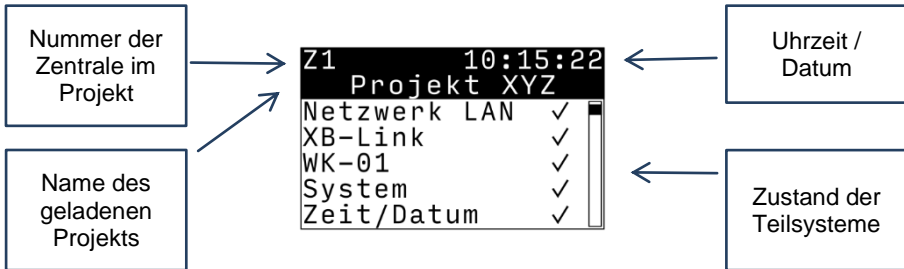 Nummer der
Zentrale im
Projekt
Name des
geladenen
Projekts
Z1 10:15:22
Projekt XYZ
Netzwerk LAN ✓
XB-Link ✓
WK-01 ✓
System ✓
Zeit/Datum ✓
Uhrzeit /
Datum
Zustand der
Teilsysteme